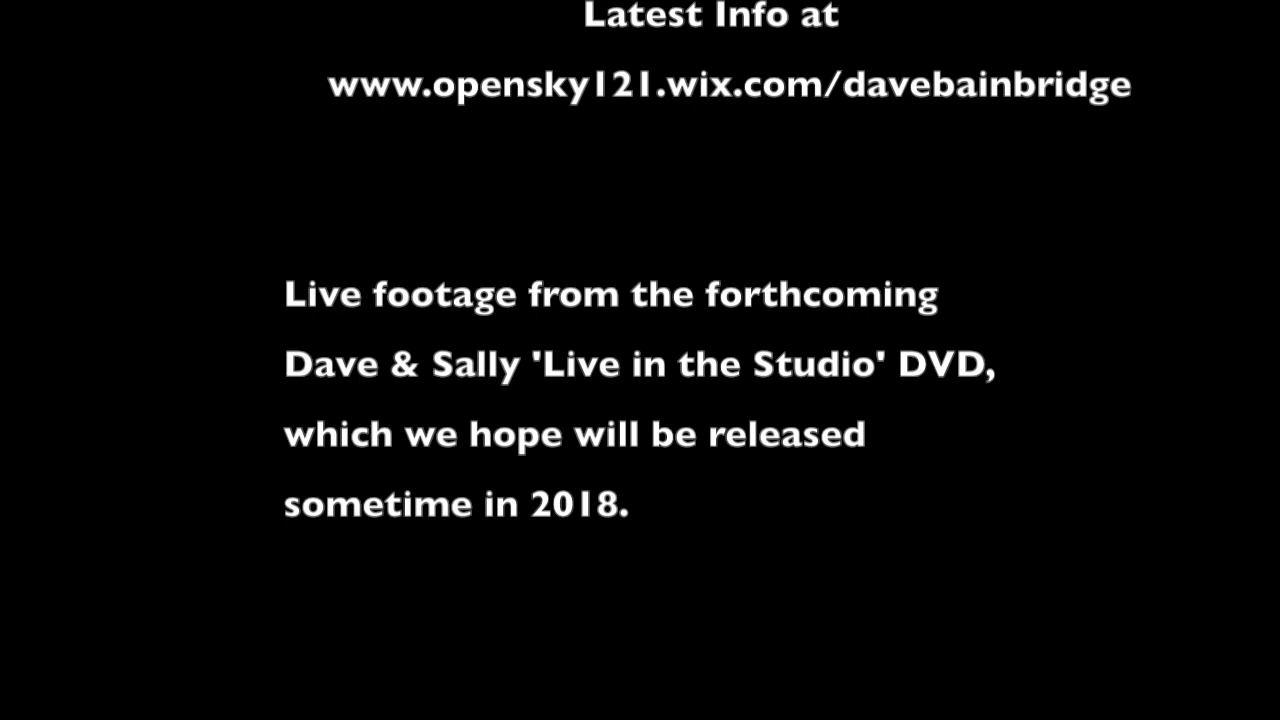 Latest Info at
www.opensky121.wix.com/davebainbridge
Live footage from the forthcoming
Dave & Sally 'Live in the Studio' DVD,
which we hope will be released
sometime in 2018.